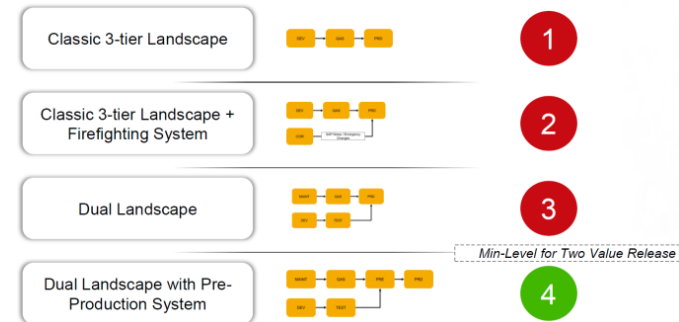 Classic 3-tier Landscape
DEV QAS PRD
1
Classic 3-tier Landscape +
Firefighting System
DEV QAS PRD
2
Dual Landscape
MAINT QAS PRD
DEV TEST
3
Min-Level for Two Value Release
Dual Landscape with Pre-
Production System
MAINT QAS PRE PRD
DEV TEST
4